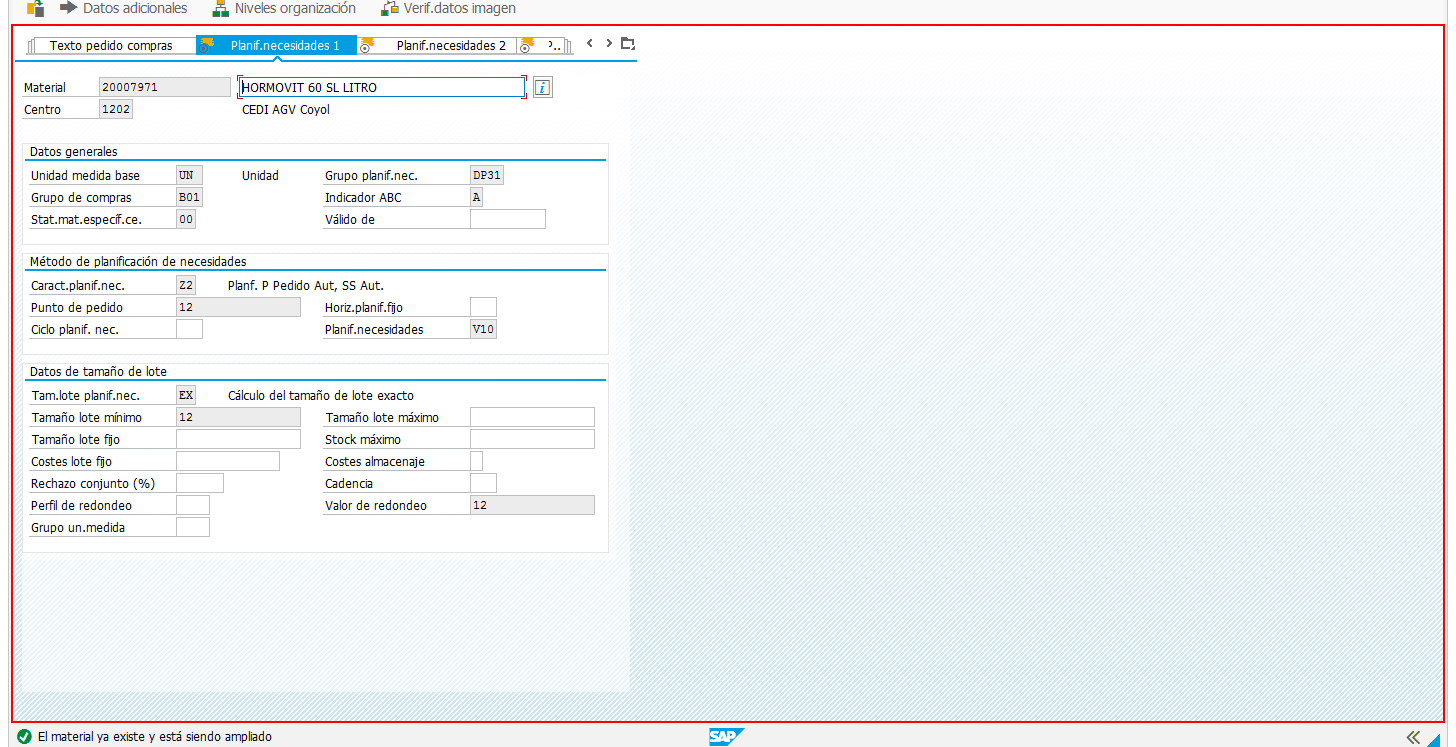 Datos adicionales Niveles organización Verif.datos imagen
Texto pedido compras Planif.necesidades 1 Planif.necesidades 2
Material 20007971 HORMOVIT 60 SL LITRO
Centro 1202 CEDI AGV Coyol
Datos generales
Unidad medida base UN Unidad Grupo planif.nec. DP31
Grupo de compras B01 Indicador ABC A
Stat.mat.específ.ce. 00 Válido de
Método de planificación de necesidades
Caract.planif.nec. Z2 Planf. P Pedido Aut, SS Aut.
Punto de pedido 12 Horiz.planif.fijo
Ciclo planif. nec. Planif.necesidades V10
Datos de tamaño de lote
Tam.lote planif.nec. EX Cálculo del tamaño de lote exacto
Tamaño lote mínimo 12 Tamaño lote máximo
Tamaño lote fijo Stock máximo
Costes lote fijo Costes almacenaje
Rechazo conjunto (%) Cadencia
Perfil de redondeo Valor de redondeo 12
Grupo un.medida
El material ya existe y está siendo ampliado SAP